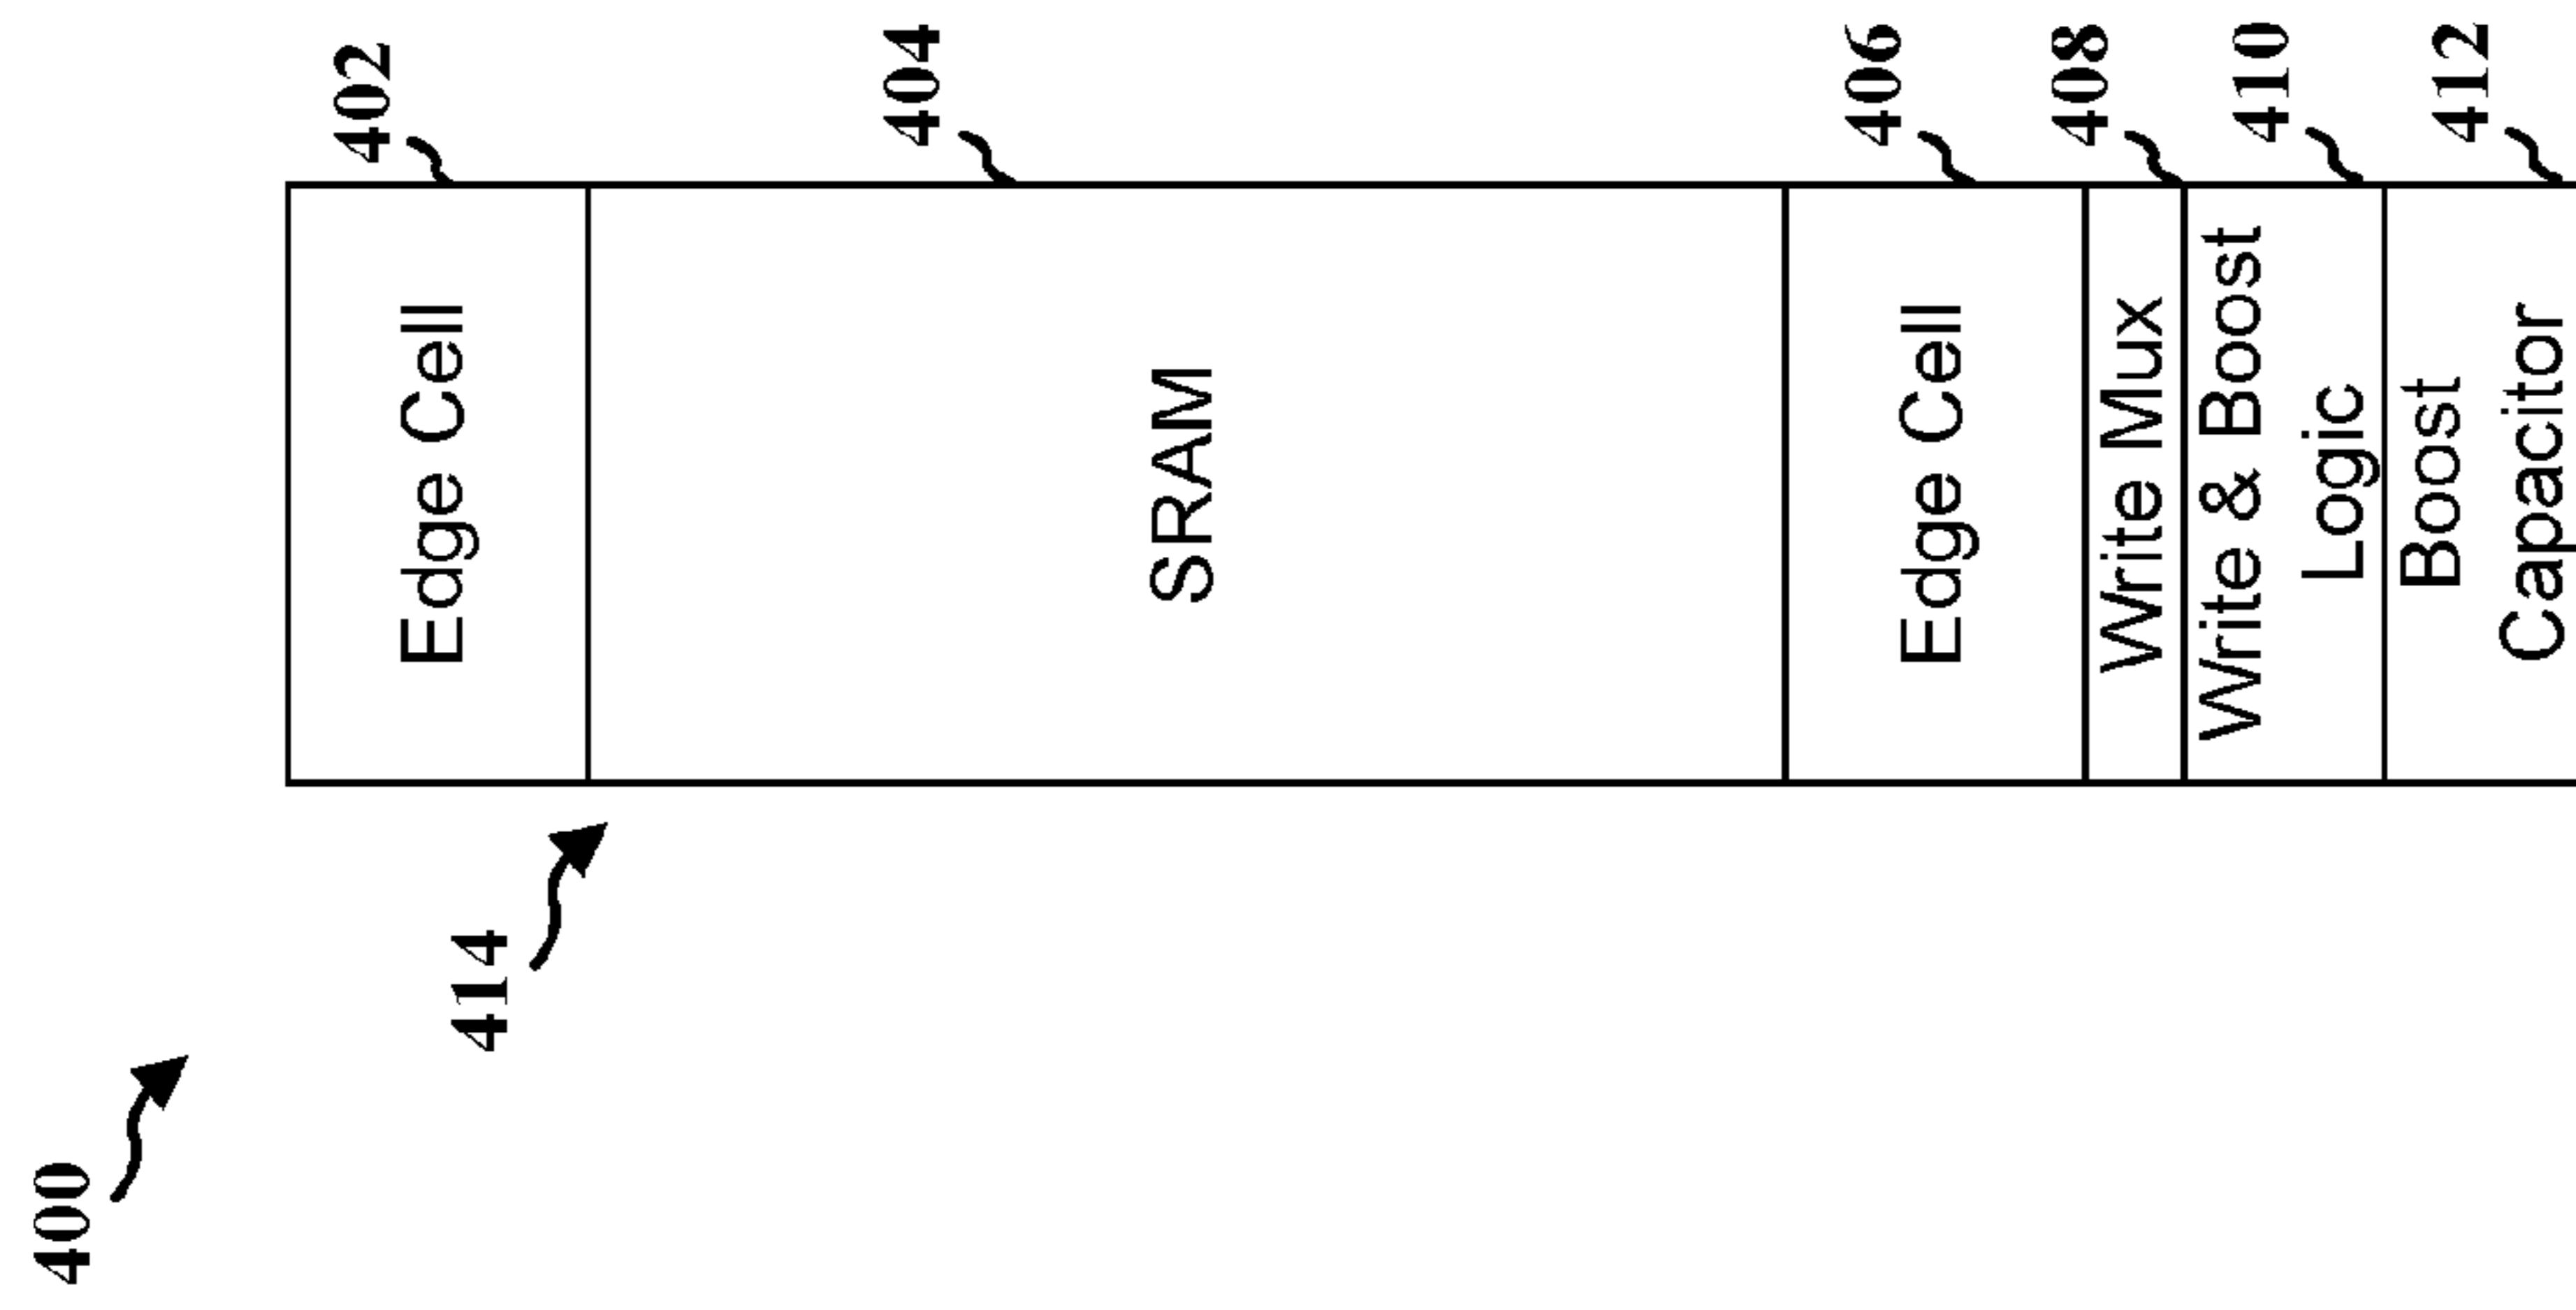 400
414
Edge Cell
402
SRAM
404
Edge Cell
406
Write Mux
408
Write & Boost
Logic
410
Boost
Capacitor
412